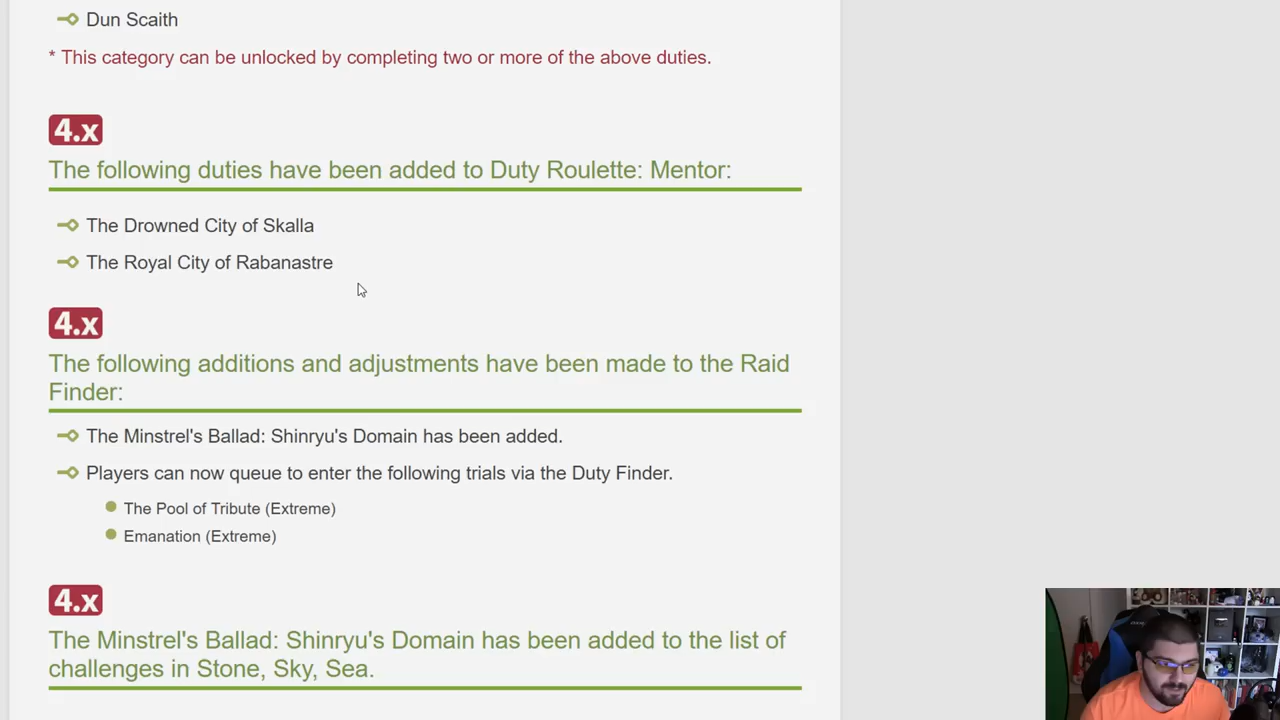 Dun Scaith
* This category can be unlocked by completing two or more of the above duties.
4.x
The following duties have been added to Duty Roulette: Mentor:
The Drowned City of Skalla
The Royal City of Rabanastre
4.x
The following additions and adjustments have been made to the Raid
Finder:
The Minstrel's Ballad: Shinryu's Domain has been added.
Players can now queue to enter the following trials via the Duty Finder.
The Pool of Tribute (Extreme)
Emanation (Extreme)
4.x
The Minstrel's Ballad: Shinryu's Domain has been added to the list of
challenges in Stone, Sky, Sea.